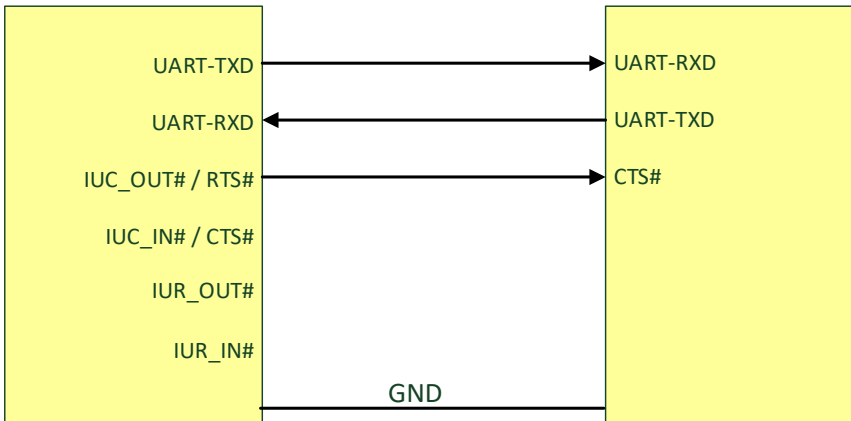 UART-TXD
UART-RXD
UART-RXD
UART-TXD
IUC_OUT# / RTS#
CTS#
IUC_IN# / CTS#
IUR_OUT#
IUR_IN#
GND